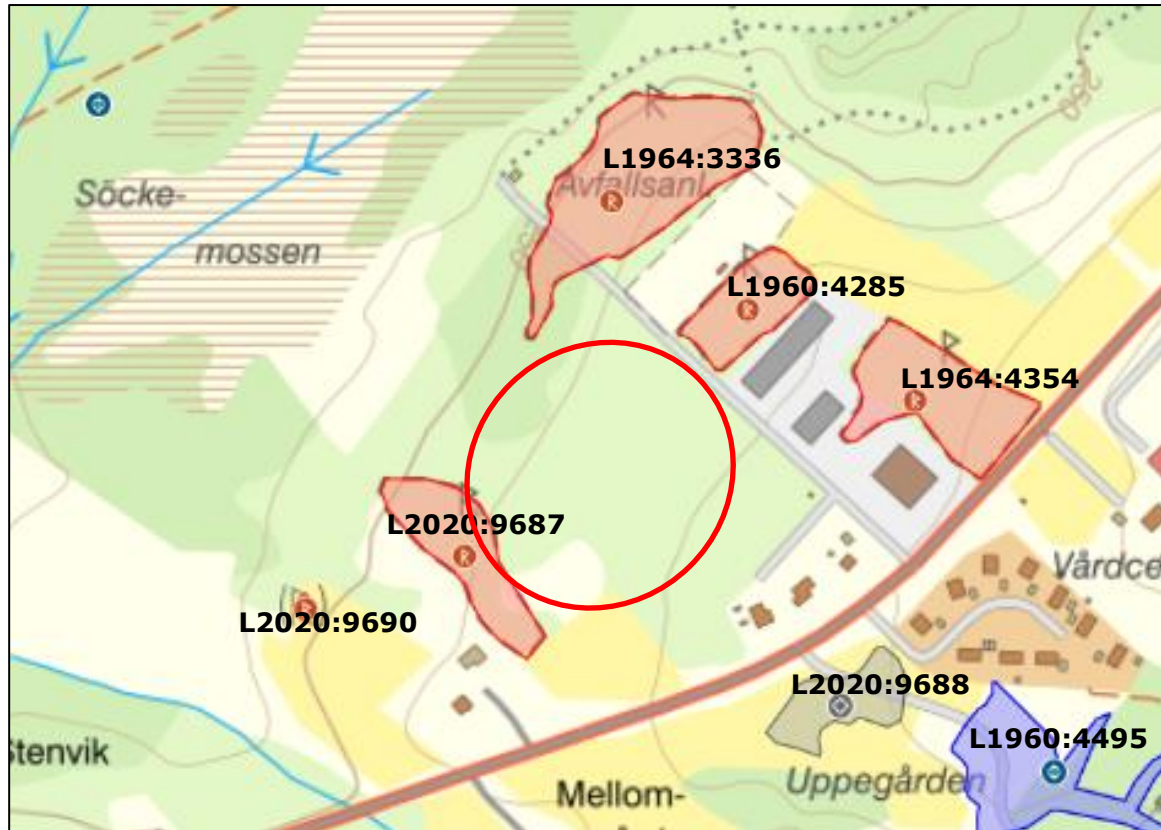 L1964:3336
Avfallsanl.
Söcke-
mossen
L1960:4285
L1964:4354
L2020:9687
L2020:9690
Vårdce
L2020:9688
L1960:4495
Stenvik
Uppegården
Mellom-